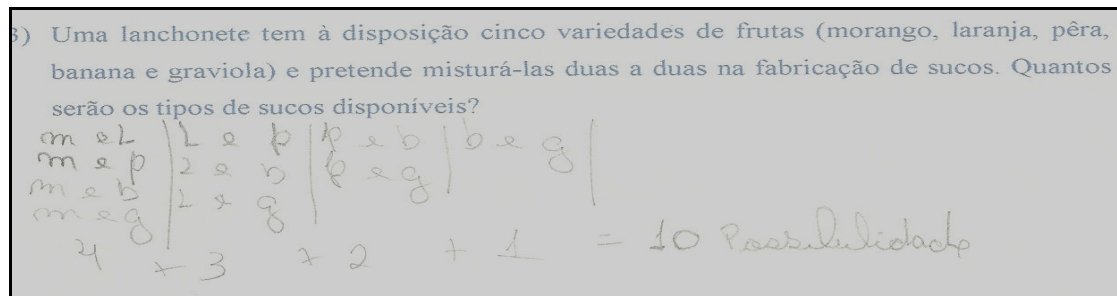 3) Uma lanchonete tem à disposição cinco variedades de frutas (morango, laranja, pêra,
banana e graviola) e pretende misturá-las duas a duas na fabricação de sucos. Quantos
serão os tipos de sucos disponíveis?
m e L | L e p | p e b | b e g |
m e p | L e b | p e g |
m e b | L e g |
m e g |
4 + 3 + 2 + 1 = 10 Possibilidade